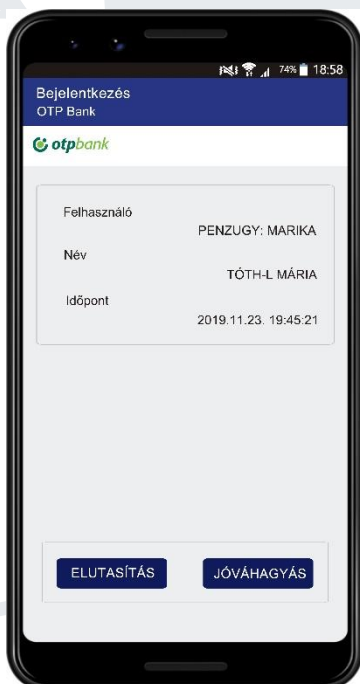 74% 18:58
Bejelentkezés
OTP Bank
otpbank
Felhasználó
PENZUGY: MARIKA
Név
TÓTH-L MÁRIA
Időpont
2019.11.23. 19:45:21
ELUTASÍTÁS JÓVÁHAGYÁS